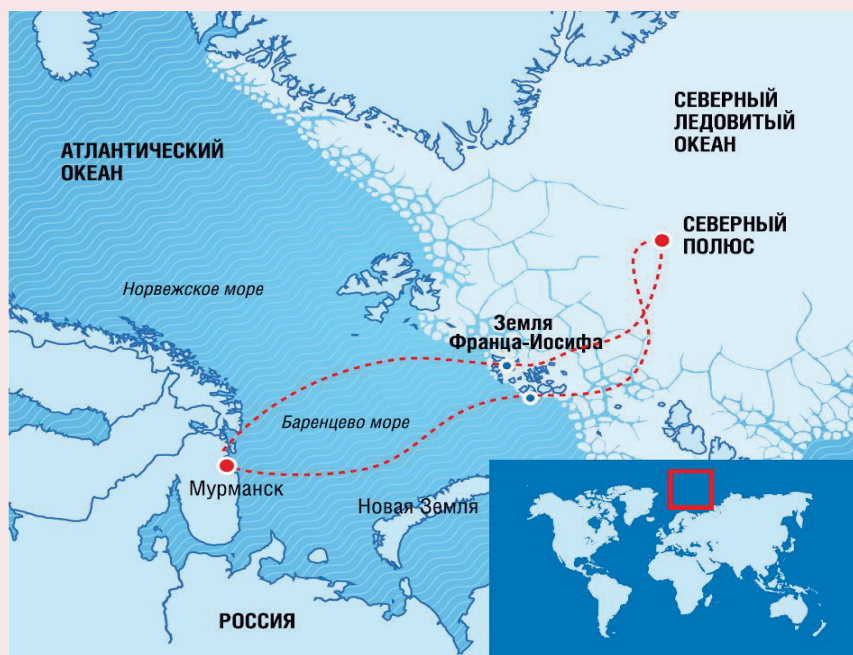 АТЛАНТИЧЕСКИЙ
ОКЕАН
СЕВЕРНЫЙ
ЛЕДОВИТЫЙ
ОКЕАН
СЕВЕРНЫЙ
ПОЛЮС
Норвежское море
Земля
Франца-Иосифа
Баренцево море
Мурманск
Новая Земля
РОССИЯ